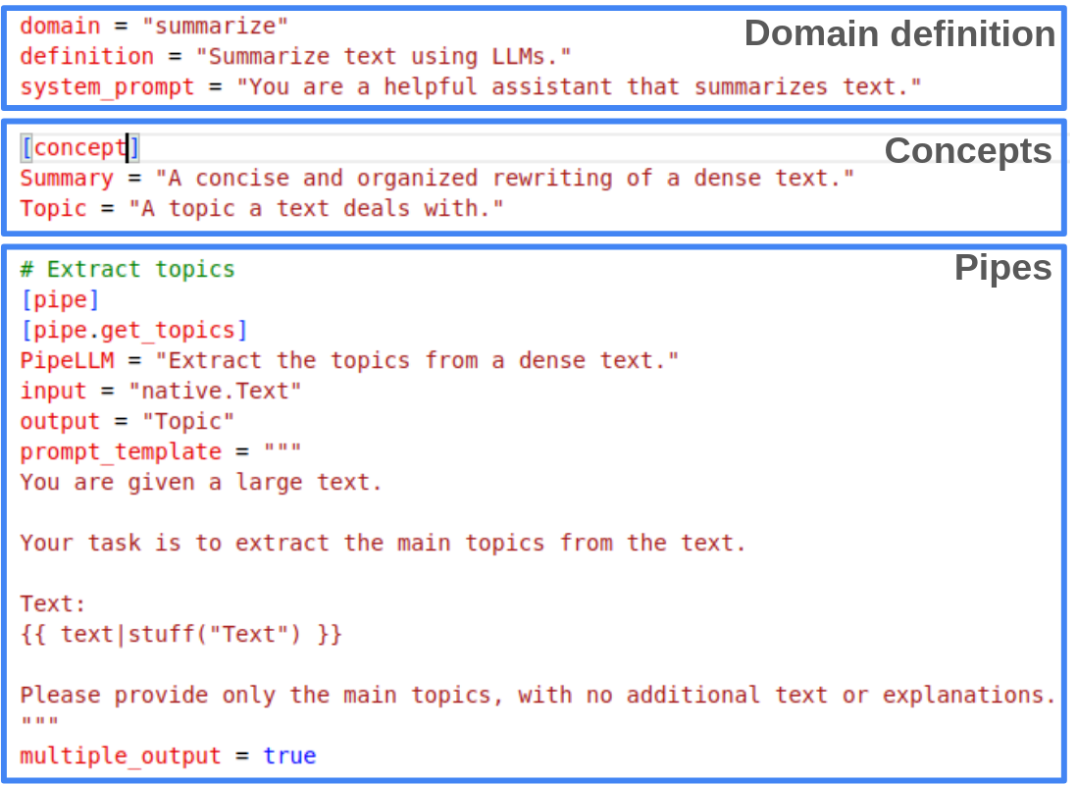 domain = "summarize"
Domain definition
definition = "Summarize text using LLMs."
system_prompt = "You are a helpful assistant that summarizes text."
[concept]
Concepts
Summary = "A concise and organized rewriting of a dense text."
Topic = "A topic a text deals with."
# Extract topics
Pipes
[pipe]
[pipe.get_topics]
PipeLLM = "Extract the topics from a dense text."
input = "native.Text"
output = "Topic"
prompt_template = """
You are given a large text.
Your task is to extract the main topics from the text.
Text:
{{ text|stuff("Text") }}
Please provide only the main topics, with no additional text or explanations.
"""
multiple_output = true